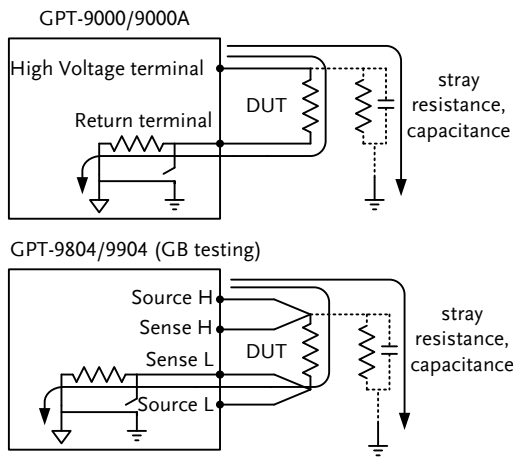 GPT-9000/9000A
High Voltage terminal
DUT
Return terminal
stray
resistance,
capacitance
GPT-9804/9904 (GB testing)
Source H
Sense H
Sense L
DUT
Source L
stray
resistance,
capacitance